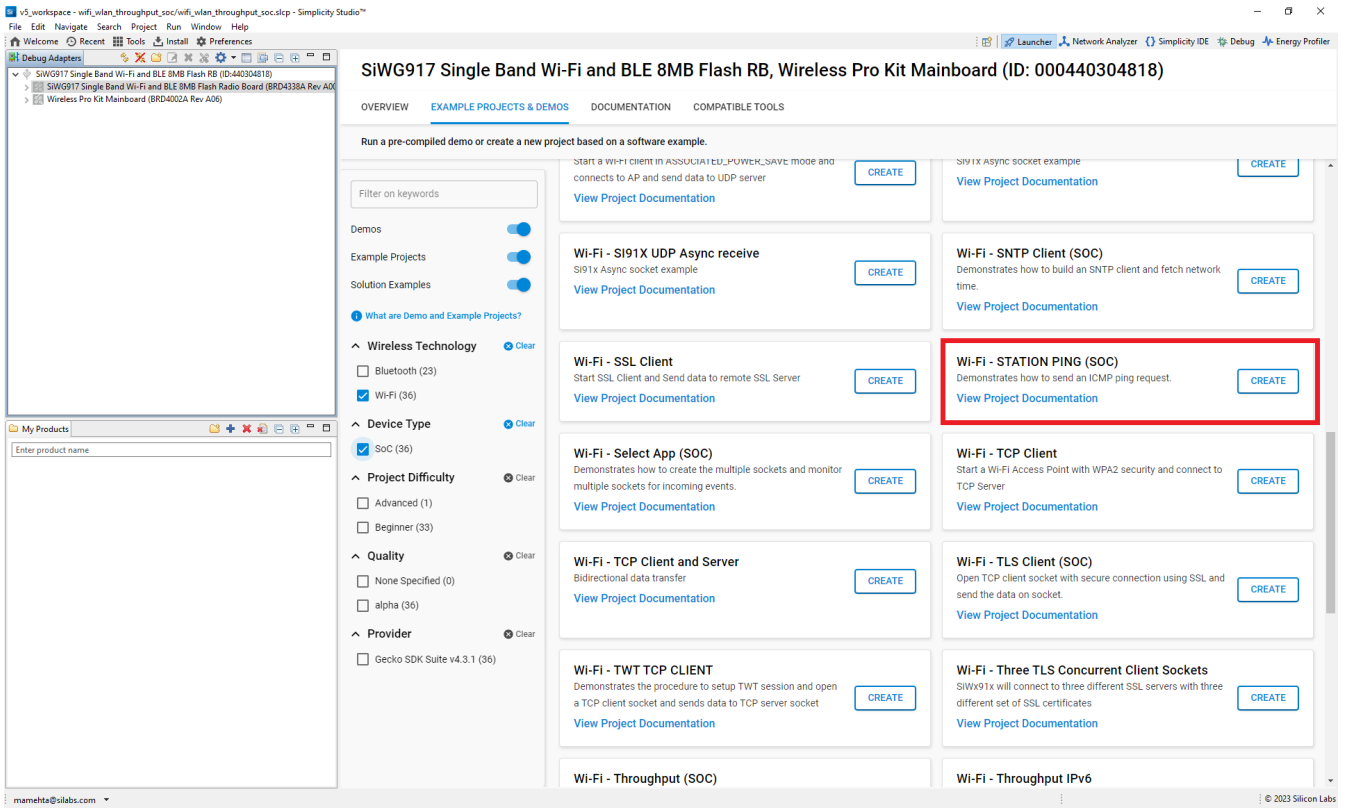 v5_workspace - wifi_wlan_throughput_soc/wifi_wlan_throughput_soc.slcp - Simplicity Studio™
File Edit Navigate Search Project Run Window Help
Welcome Recent Tools Install Preferences
Launcher Network Analyzer {} Simplicity IDE Debug Energy Profiler
Debug Adapters
SiWG917 Single Band Wi-Fi and BLE 8MB Flash RB (ID:440304818)
SiWG917 Single Band Wi-Fi and BLE 8MB Flash Radio Board (BRD4338A Rev A00
Wireless Pro Kit Mainboard (BRD4002A Rev A06)
My Products
Enter product name
SiWG917 Single Band Wi-Fi and BLE 8MB Flash RB, Wireless Pro Kit Mainboard (ID: 000440304818)
OVERVIEW EXAMPLE PROJECTS & DEMOS DOCUMENTATION COMPATIBLE TOOLS
Run a pre-compiled demo or create a new project based on a software example.
Filter on keywords
Demos
Example Projects
Solution Examples
What are Demo and Example Projects?
Wireless Technology Clear
Bluetooth (23)
Wi-Fi (36)
Device Type Clear
SoC (36)
Project Difficulty Clear
Advanced (1)
Beginner (33)
Quality Clear
None Specified (0)
alpha (36)
Provider Clear
Gecko SDK Suite v4.3.1 (36)
Start a Wi-Fi client in ASSOCIATED_POWER_SAVE mode and
connects to AP and send data to UDP server
View Project Documentation
CREATE
Si91x Async socket example
View Project Documentation
CREATE
Wi-Fi - SI91X UDP Async receive
Si91x Async socket example
View Project Documentation
CREATE
Wi-Fi - SNTP Client (SOC)
Demonstrates how to build an SNTP client and fetch network
time.
View Project Documentation
CREATE
Wi-Fi - SSL Client
Start SSL Client and Send data to remote SSL Server
View Project Documentation
CREATE
Wi-Fi - STATION PING (SOC)
Demonstrates how to send an ICMP ping request.
View Project Documentation
CREATE
Wi-Fi - Select App (SOC)
Demonstrates how to create the multiple sockets and monitor
multiple sockets for incoming events.
View Project Documentation
CREATE
Wi-Fi - TCP Client
Start a Wi-Fi Access Point with WPA2 security and connect to
TCP Server
View Project Documentation
CREATE
Wi-Fi - TCP Client and Server
Bidirectional data transfer
View Project Documentation
CREATE
Wi-Fi - TLS Client (SOC)
Open TCP client socket with secure connection using SSL and
send the data on socket.
View Project Documentation
CREATE
Wi-Fi - TWT TCP CLIENT
Demonstrates the procedure to setup TWT session and open
a TCP client socket and sends data to TCP server socket
View Project Documentation
CREATE
Wi-Fi - Three TLS Concurrent Client Sockets
SiWx91x will connect to three different SSL servers with three
different set of SSL certificates
View Project Documentation
CREATE
Wi-Fi - Throughput (SOC)
Wi-Fi - Throughput IPv6
mamehta@silabs.com
© 2023 Silicon Labs